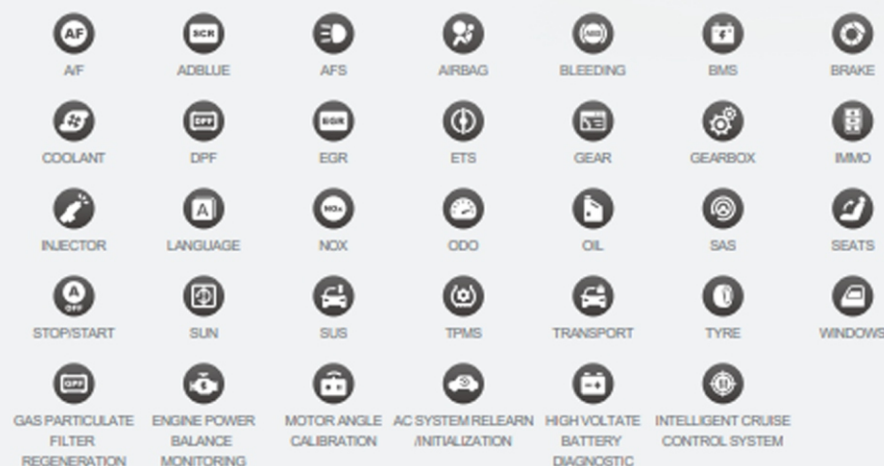 AF SCR ABS
A/F ADBLUE AFS AIRBAG BLEEDING BMS BRAKE
DPF EGR
COOLANT DPF EGR ETS GEAR GEARBOX IMMO
A NOx
INJECTOR LANGUAGE NOX ODO OIL SAS SEATS
A
OFF
STOP/START SUN SUS TPMS TRANSPORT TYRE WINDOWS
GPF
GAS PARTICULATE ENGINE POWER MOTOR ANGLE AC SYSTEM RELEARN HIGH VOLTAGE INTELLIGENT CRUISE
FILTER BALANCE CALIBRATION /INITIALIZATION BATTERY CONTROL SYSTEM
REGENERATION MONITORING DIAGNOSTIC